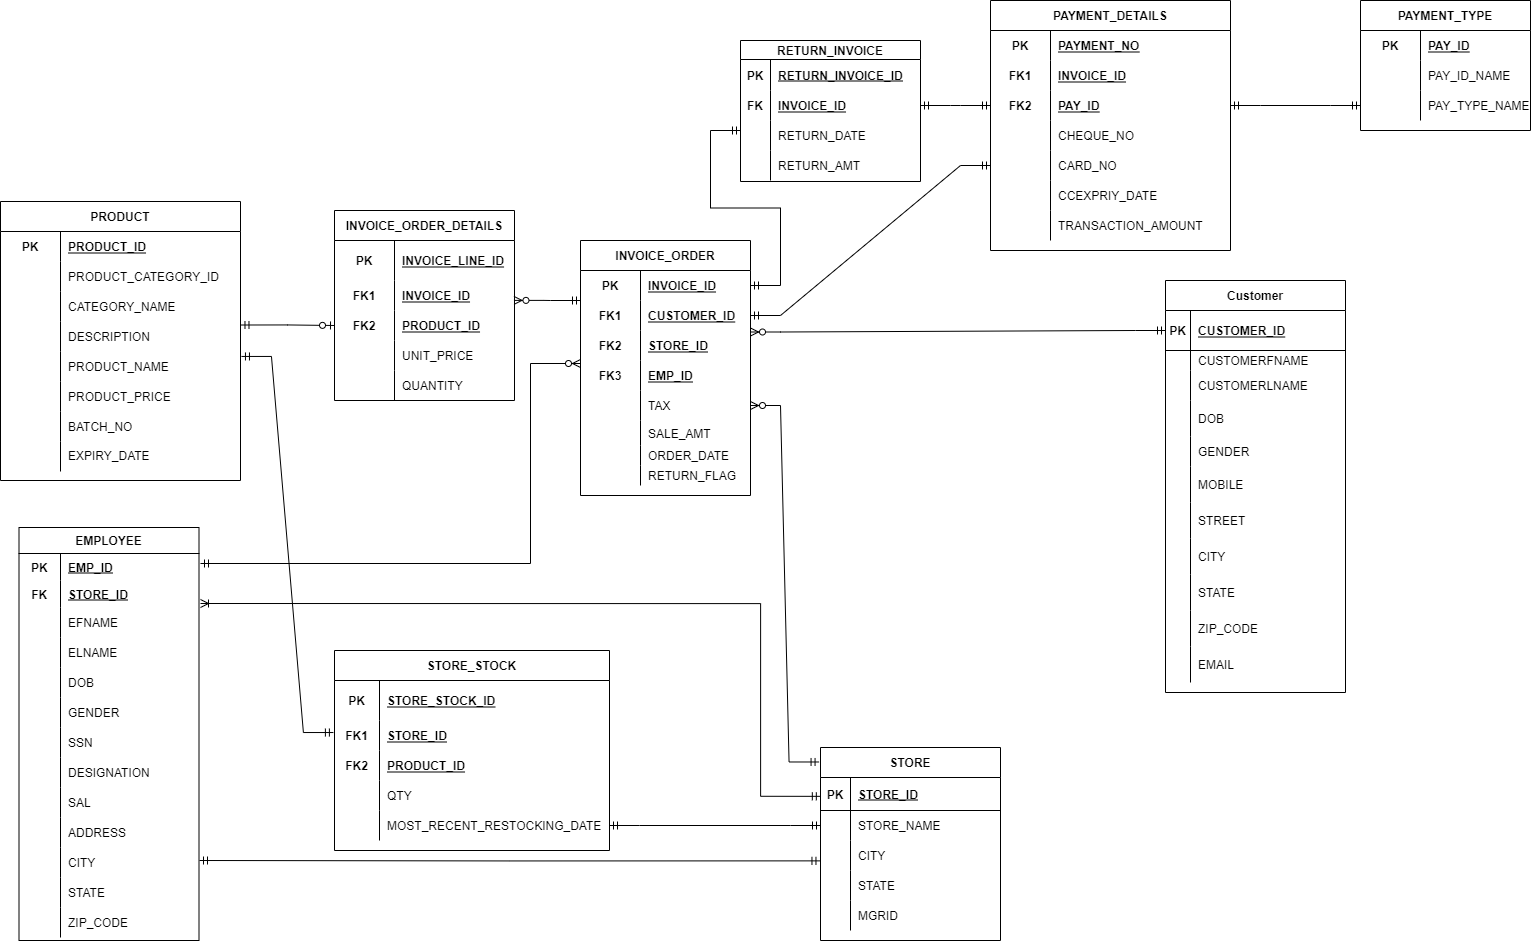 PAYMENT_DETAILS
PK PAYMENT_NO
FK1 INVOICE_ID
FK2 PAY_ID
CHEQUE_NO
CARD_NO
CCEXPRIY_DATE
TRANSACTION_AMOUNT
PAYMENT_TYPE
PK PAY_ID
PAY_ID_NAME
PAY_TYPE_NAME
RETURN_INVOICE
PK RETURN_INVOICE_ID
FK INVOICE_ID
RETURN_DATE
RETURN_AMT
PRODUCT
PK PRODUCT_ID
PRODUCT_CATEGORY_ID
CATEGORY_NAME
DESCRIPTION
PRODUCT_NAME
PRODUCT_PRICE
BATCH_NO
EXPIRY_DATE
INVOICE_ORDER_DETAILS
PK INVOICE_LINE_ID
FK1 INVOICE_ID
FK2 PRODUCT_ID
UNIT_PRICE
QUANTITY
INVOICE_ORDER
PK INVOICE_ID
FK1 CUSTOMER_ID
FK2 STORE_ID
FK3 EMP_ID
TAX
SALE_AMT
ORDER_DATE
RETURN_FLAG
Customer
PK CUSTOMER_ID
CUSTOMERFNAME
CUSTOMERLNAME
DOB
GENDER
MOBILE
STREET
CITY
STATE
ZIP_CODE
EMAIL
EMPLOYEE
PK EMP_ID
FK STORE_ID
EFNAME
ELNAME
DOB
GENDER
SSN
DESIGNATION
SAL
ADDRESS
CITY
STATE
ZIP_CODE
STORE_STOCK
PK STORE_STOCK_ID
FK1 STORE_ID
FK2 PRODUCT_ID
QTY
MOST_RECENT_RESTOCKING_DATE
STORE
PK STORE_ID
STORE_NAME
CITY
STATE
MGRID